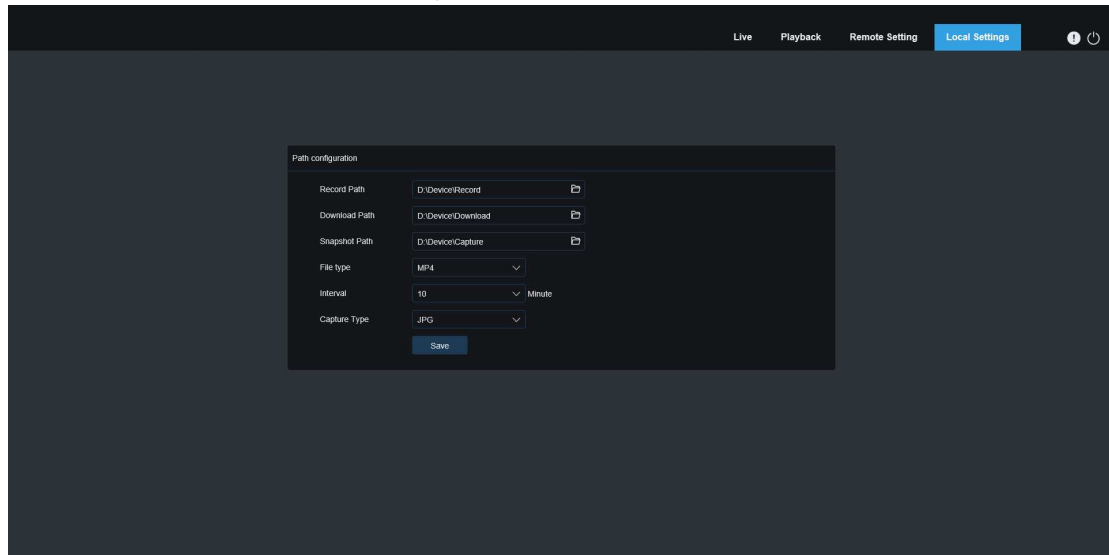 Live Playback Remote Setting Local Settings
Path configuration
Record Path D:\Device\Record
Download Path D:\Device\Download
Snapshot Path D:\Device\Capture
File type MP4
Interval 10 Minute
Capture Type JPG
Save